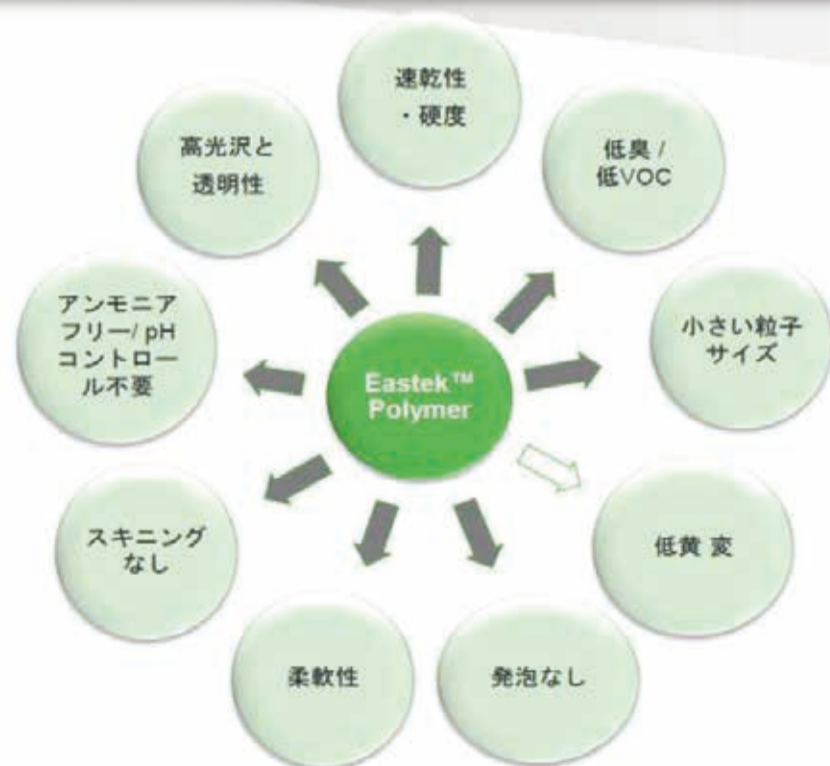 速乾性
・硬度
高光沢と
透明性
低臭 /
低VOC
アンモニア
フリー/ pH
コントロー
ル不要
小さい粒子
サイズ
Eastek™
Polymer
スキニング
なし
低黄 変
柔軟性
発泡なし